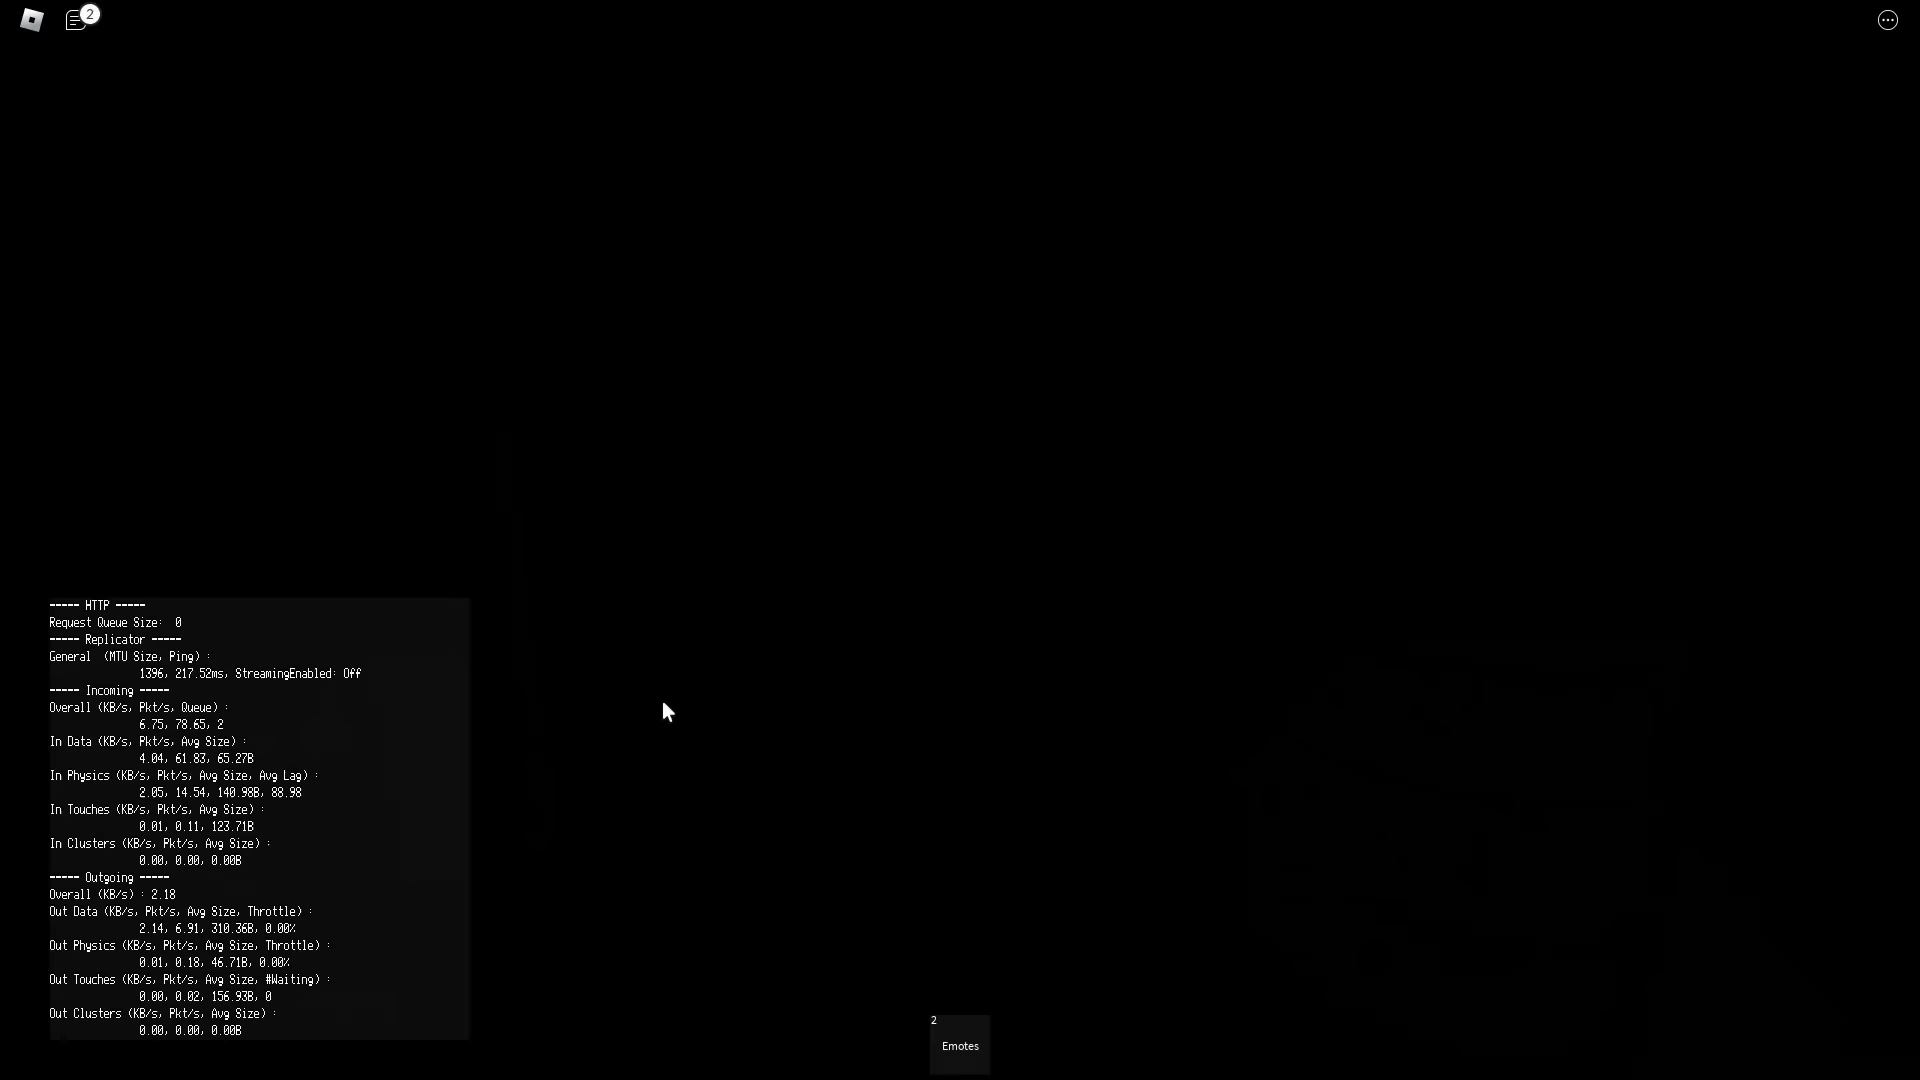 2
----- HTTP -----
Request Queue Size:  0
----- Replicator -----
General  (MTU Size, Ping) :
1396, 217.52ms, StreamingEnabled: Off
----- Incoming -----
Overall (KB/s, Pkt/s, Queue) :
6.75, 78.65, 2
In Data (KB/s, Pkt/s, Avg Size) :
4.04, 61.83, 65.27B
In Physics (KB/s, Pkt/s, Avg Size, Avg Lag) :
2.05, 14.54, 140.98B, 88.98
In Touches (KB/s, Pkt/s, Avg Size) :
0.01, 0.11, 123.71B
In Clusters (KB/s, Pkt/s, Avg Size) :
0.00, 0.00, 0.00B
----- Outgoing -----
Overall (KB/s) : 2.18
Out Data (KB/s, Pkt/s, Avg Size, Throttle) :
2.14, 6.91, 310.36B, 0.00%
Out Physics (KB/s, Pkt/s, Avg Size, Throttle) :
0.01, 0.18, 46.71B, 0.00%
Out Touches (KB/s, Pkt/s, Avg Size, #Waiting) :
0.00, 0.02, 156.93B, 0
Out Clusters (KB/s, Pkt/s, Avg Size) :
0.00, 0.00, 0.00B
2
Emotes